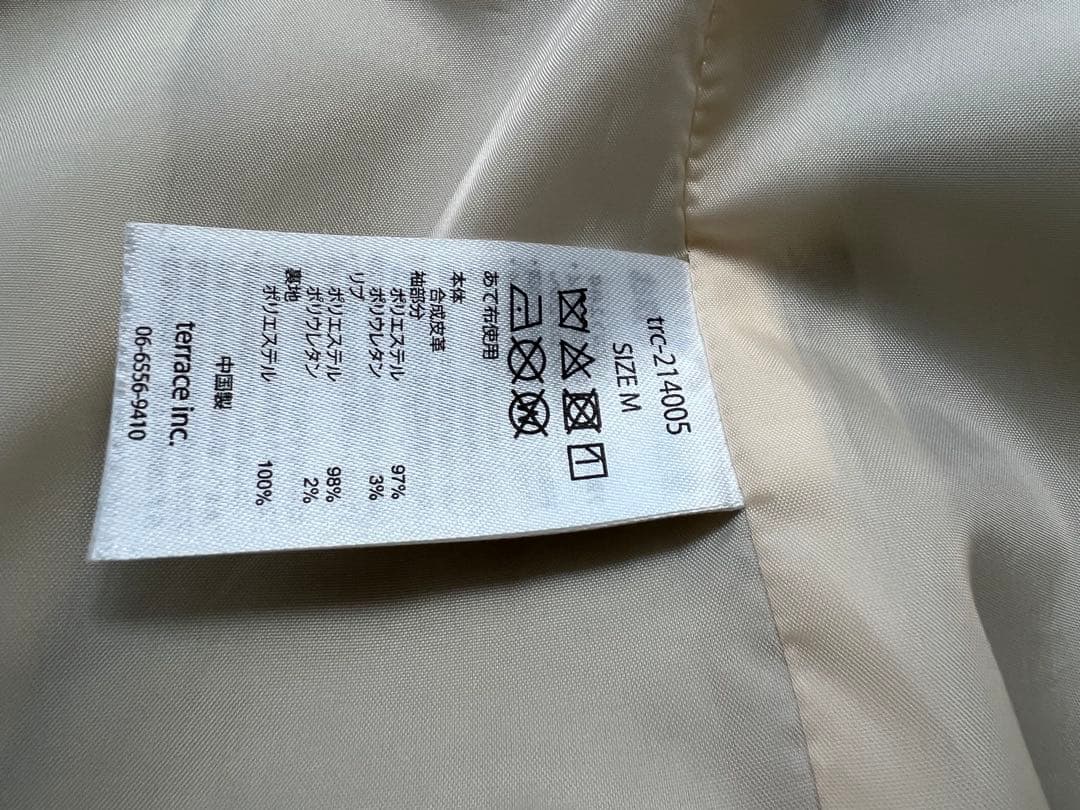 trc-214005
SIZE M
あて布使用
本体
合成皮革
袖部分
ポリエステル 97%
ポリウレタン 3%
リブ
ポリエステル 98%
ポリウレタン 2%
裏地
ポリエステル 100%
中国製
terrace inc.
06-6556-9410